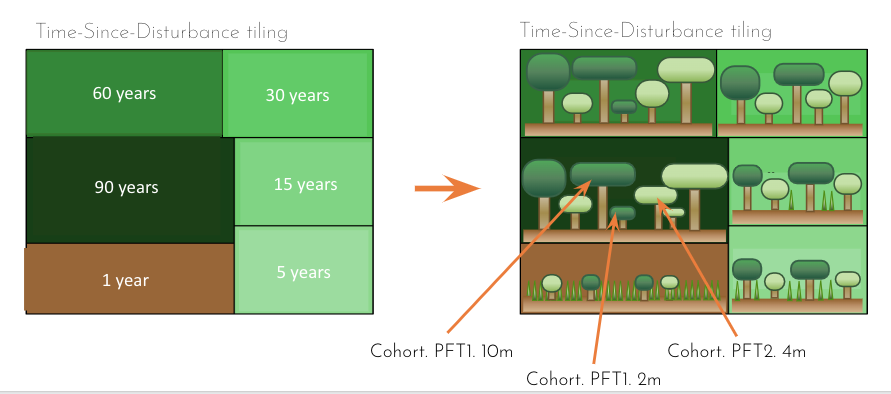 Time-Since-Disturbance tiling
Time-Since-Disturbance tiling
60 years
30 years
90 years
15 years
1 year
5 years
Cohort. PFT1. 10m
Cohort. PFT2. 4m
Cohort. PFT1. 2m